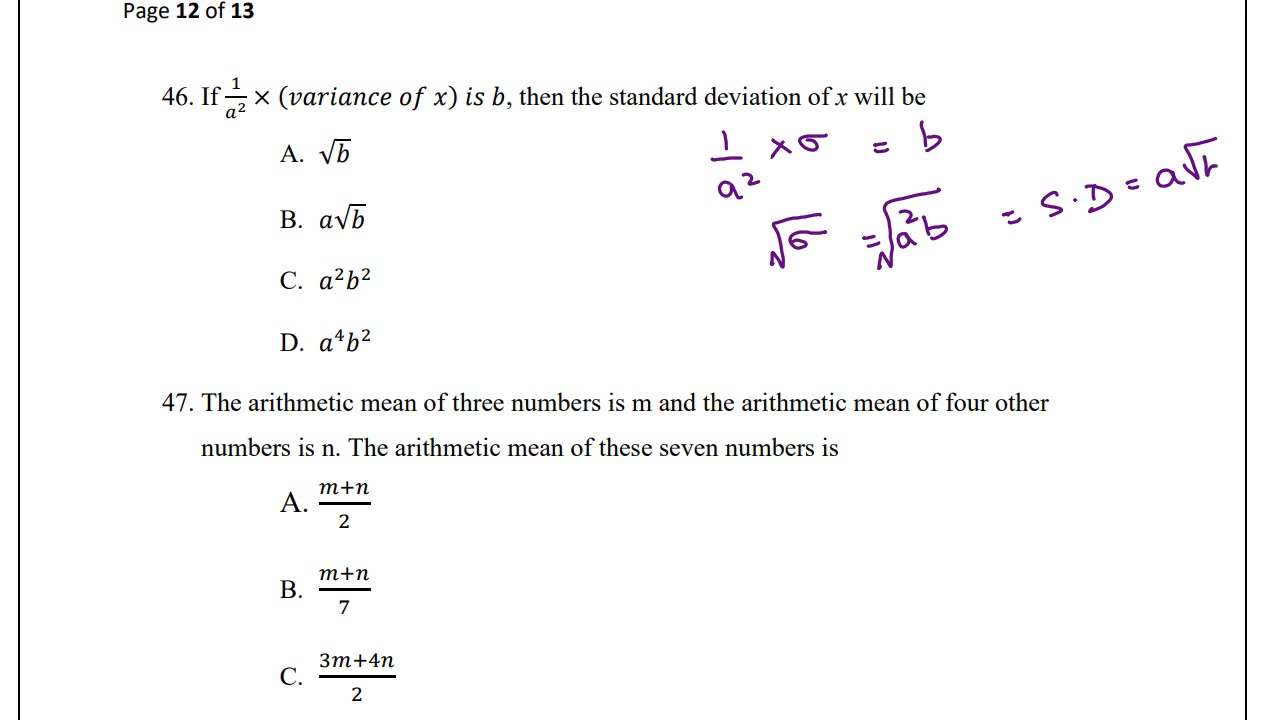 Page 12 of 13
46. If 1/a² × (variance of x) is b, then the standard deviation of x will be
A. √b
B. a√b
C. a²b²
D. a⁴b²
1/a² × σ = b
√σ = √a²b = S.D = a√b
47. The arithmetic mean of three numbers is m and the arithmetic mean of four other
numbers is n. The arithmetic mean of these seven numbers is
A. m+n/2
B. m+n/7
C. 3m+4n/2